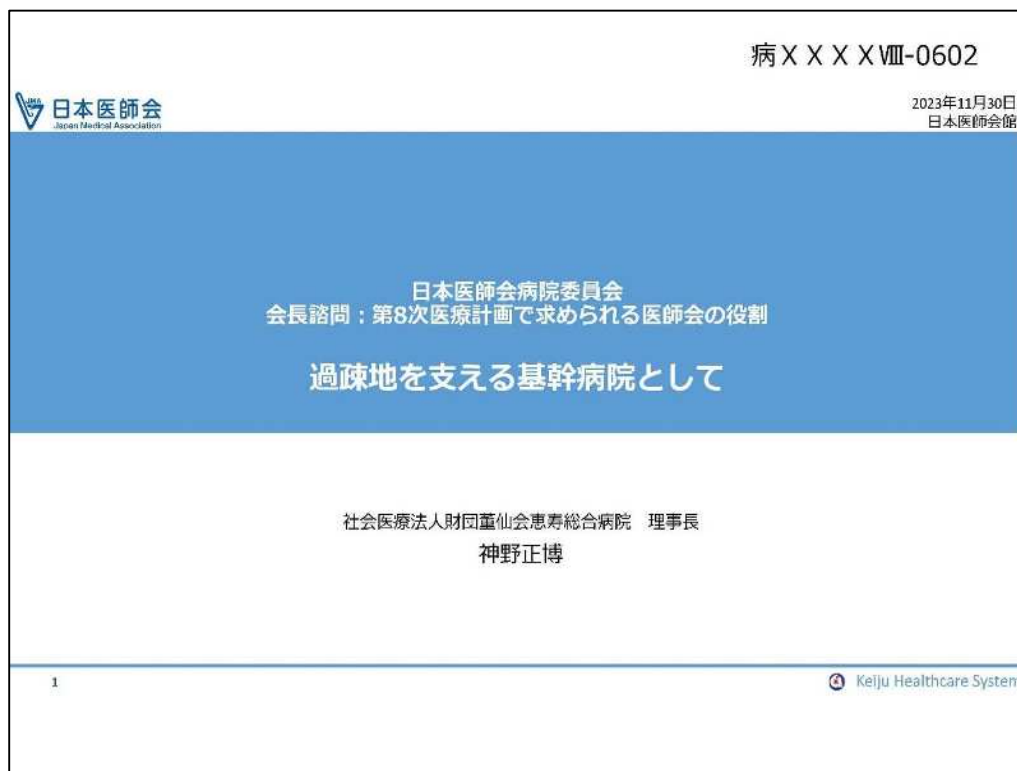 病ⅩⅩⅩⅩⅧ-0602
日本医師会
Japan Medical Association
2023年11月30日
日本医師会館
日本医師会病院委員会
会長諮問：第8次医療計画で求められる医師会の役割
過疎地を支える基幹病院として
社会医療法人財団董仙会恵寿総合病院　理事長
神野正博
1
Keiju Healthcare System